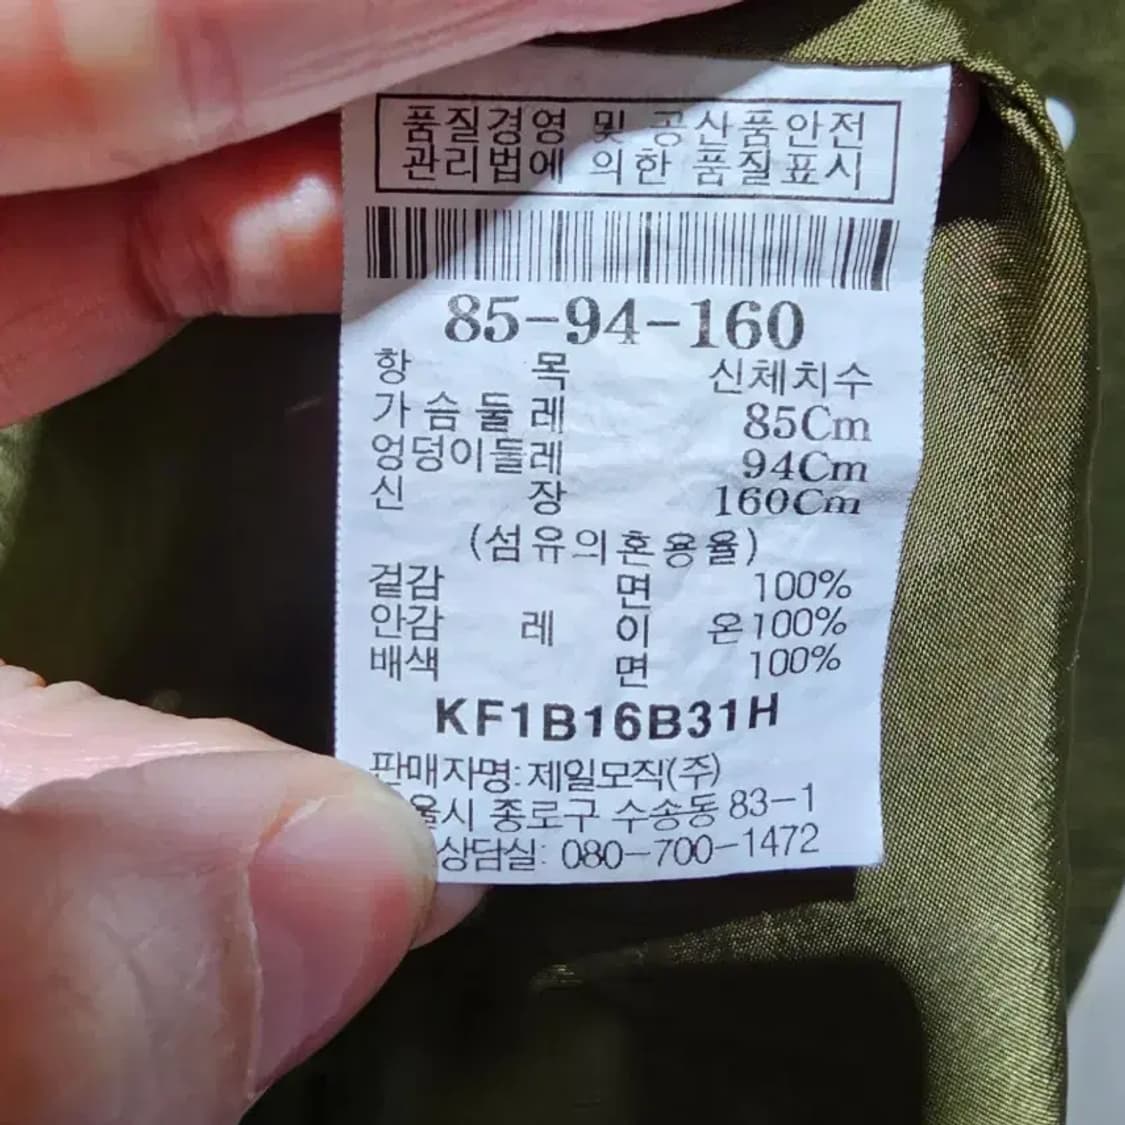 품질경영 및 공산품안전
관리법에 의한 품질표시
85-94-160
항 목 신체치수
가슴둘레 85Cm
엉덩이둘레 94Cm
신 장 160Cm
(섬유의혼용율)
겉감 면 100%
안감 레 이 온100%
배색 면 100%
KF1B16B31H
판매자명: 제일모직(주)
종로구 수송동 83-1
상담실: 080-700-1472